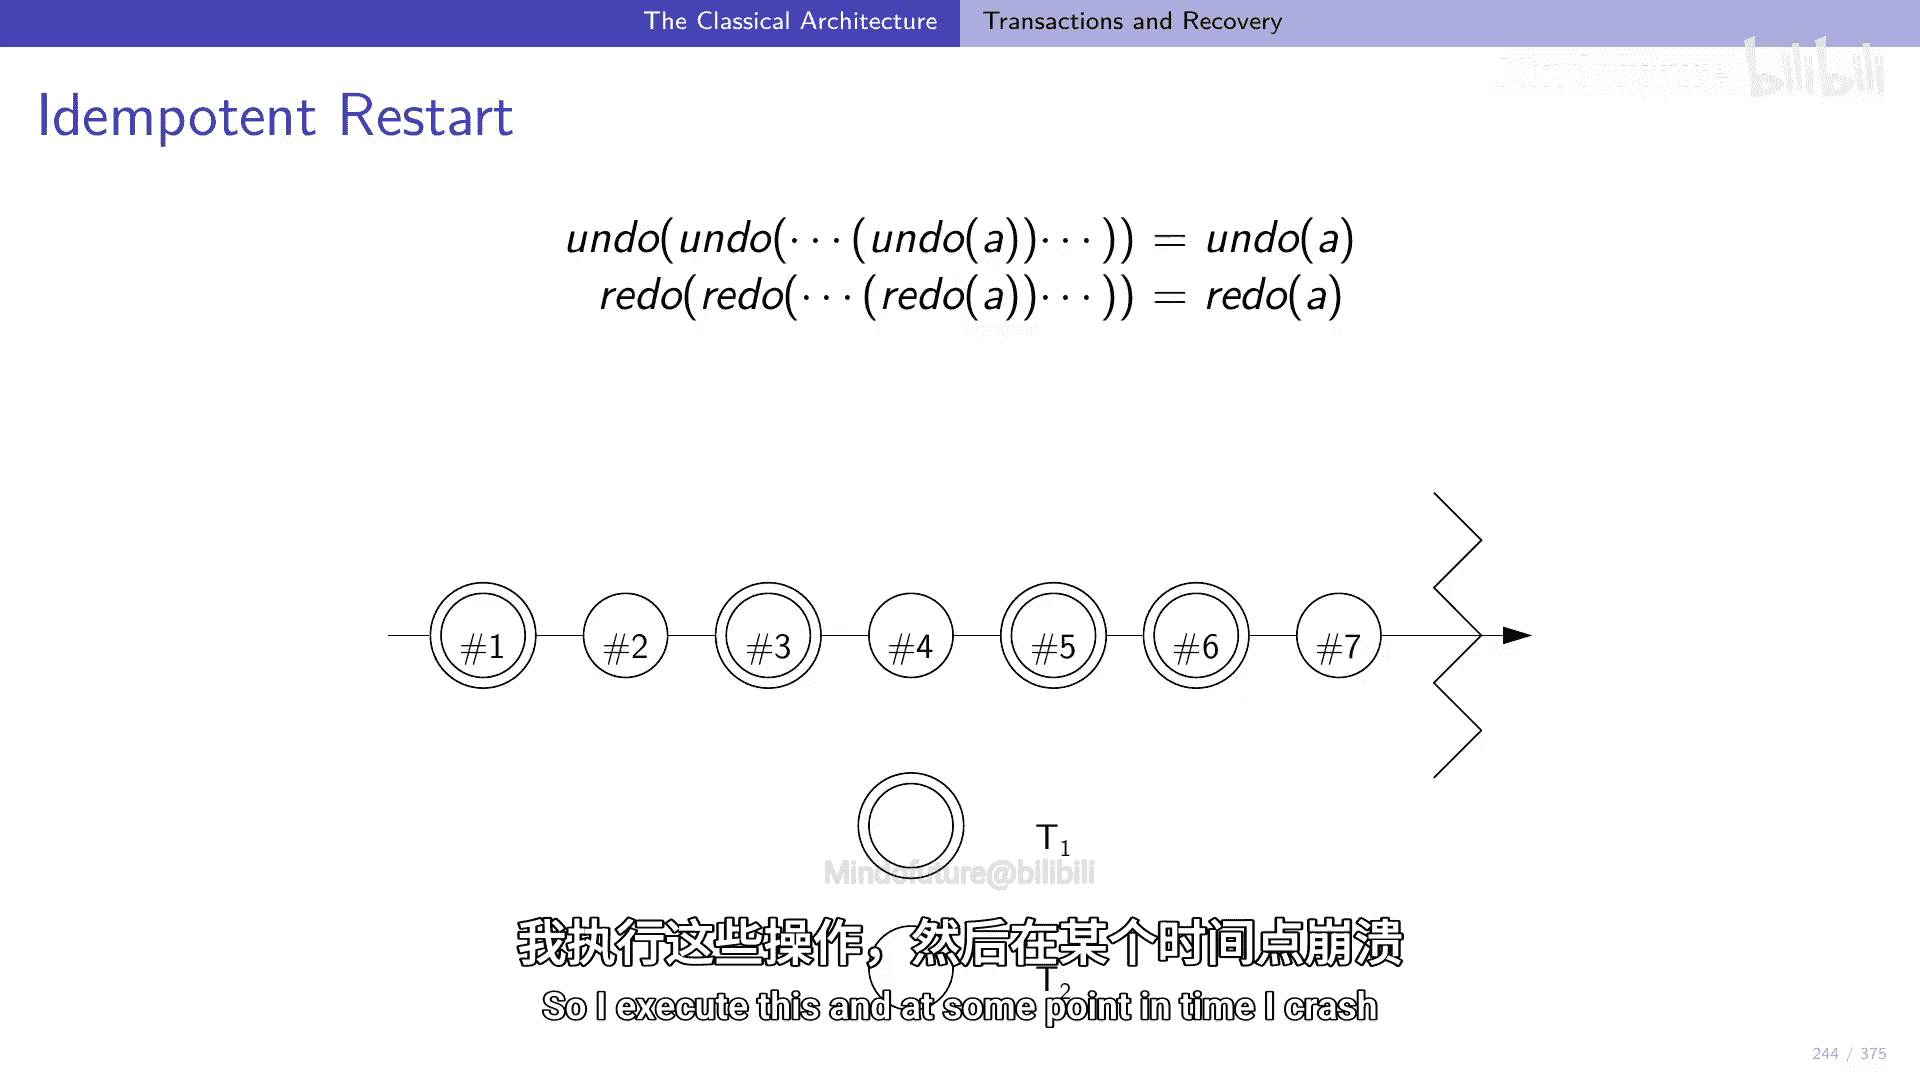 The Classical Architecture Transactions and Recovery
bilibili
Idempotent Restart
undo(undo(···(undo(a))···)) = undo(a)
redo(redo(···(redo(a))···)) = redo(a)
#1 #2 #3 #4 #5 #6 #7
T₁
Mindofuture@bilibili
我执行这些操作，然后在某个时间点崩溃
T₂
So I execute this and at some point in time I crash
244 / 375